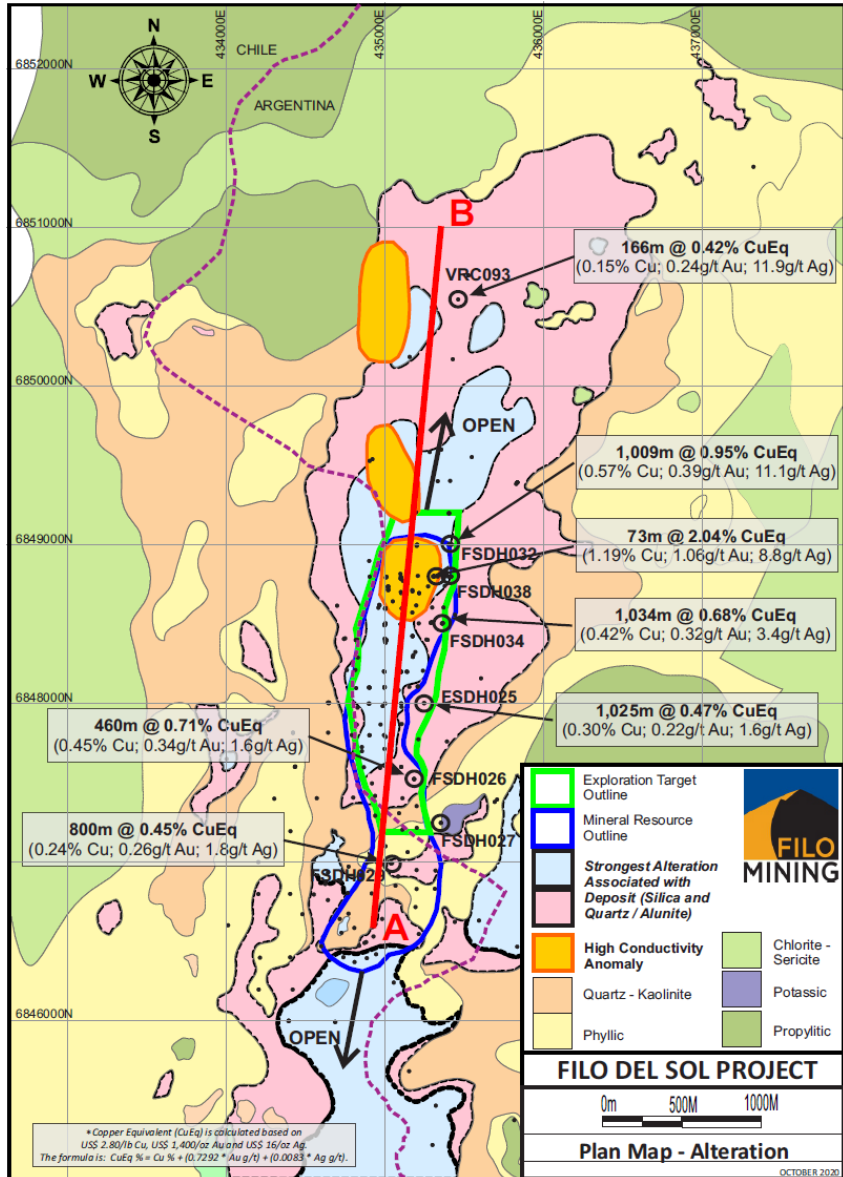 434000E
435000E
436000E
437000E
N
W
E
S
CHILE
ARGENTINA
6852000N
6851000N
B
166m @ 0.42% CuEq
(0.15% Cu; 0.24g/t Au; 11.9g/t Ag)
VRC093
6850000N
OPEN
1,009m @ 0.95% CuEq
(0.57% Cu; 0.39g/t Au; 11.1g/t Ag)
6849000N
FSDH032
73m @ 2.04% CuEq
(1.19% Cu; 1.06g/t Au; 8.8g/t Ag)
FSDH038
1,034m @ 0.68% CuEq
(0.42% Cu; 0.32g/t Au; 3.4g/t Ag)
FSDH034
6848000N
FSDH025
1,025m @ 0.47% CuEq
(0.30% Cu; 0.22g/t Au; 1.6g/t Ag)
460m @ 0.71% CuEq
(0.45% Cu; 0.34g/t Au; 1.6g/t Ag)
FSDH026
FSDH027
800m @ 0.45% CuEq
(0.24% Cu; 0.26g/t Au; 1.8g/t Ag)
FSDH029
A
6846000N
OPEN
Exploration Target
Outline
Mineral Resource
Outline
Strongest Alteration
Associated with
Deposit (Silica and
Quartz / Alunite)
High Conductivity
Anomaly
Quartz - Kaolinite
Phyllic
FILO
MINING
Chlorite -
Sericite
Potassic
Propylitic
FILO DEL SOL PROJECT
0m 500M 1000M
Plan Map - Alteration
OCTOBER 2020
*Copper Equivalent (CuEq) is calculated based on
US$ 2.80/lb Cu, US$ 1,400/oz Au and US$ 16/oz Ag.
The formula is: CuEq % = Cu % + (0.7292 * Au g/t) + (0.0083 * Ag g/t).